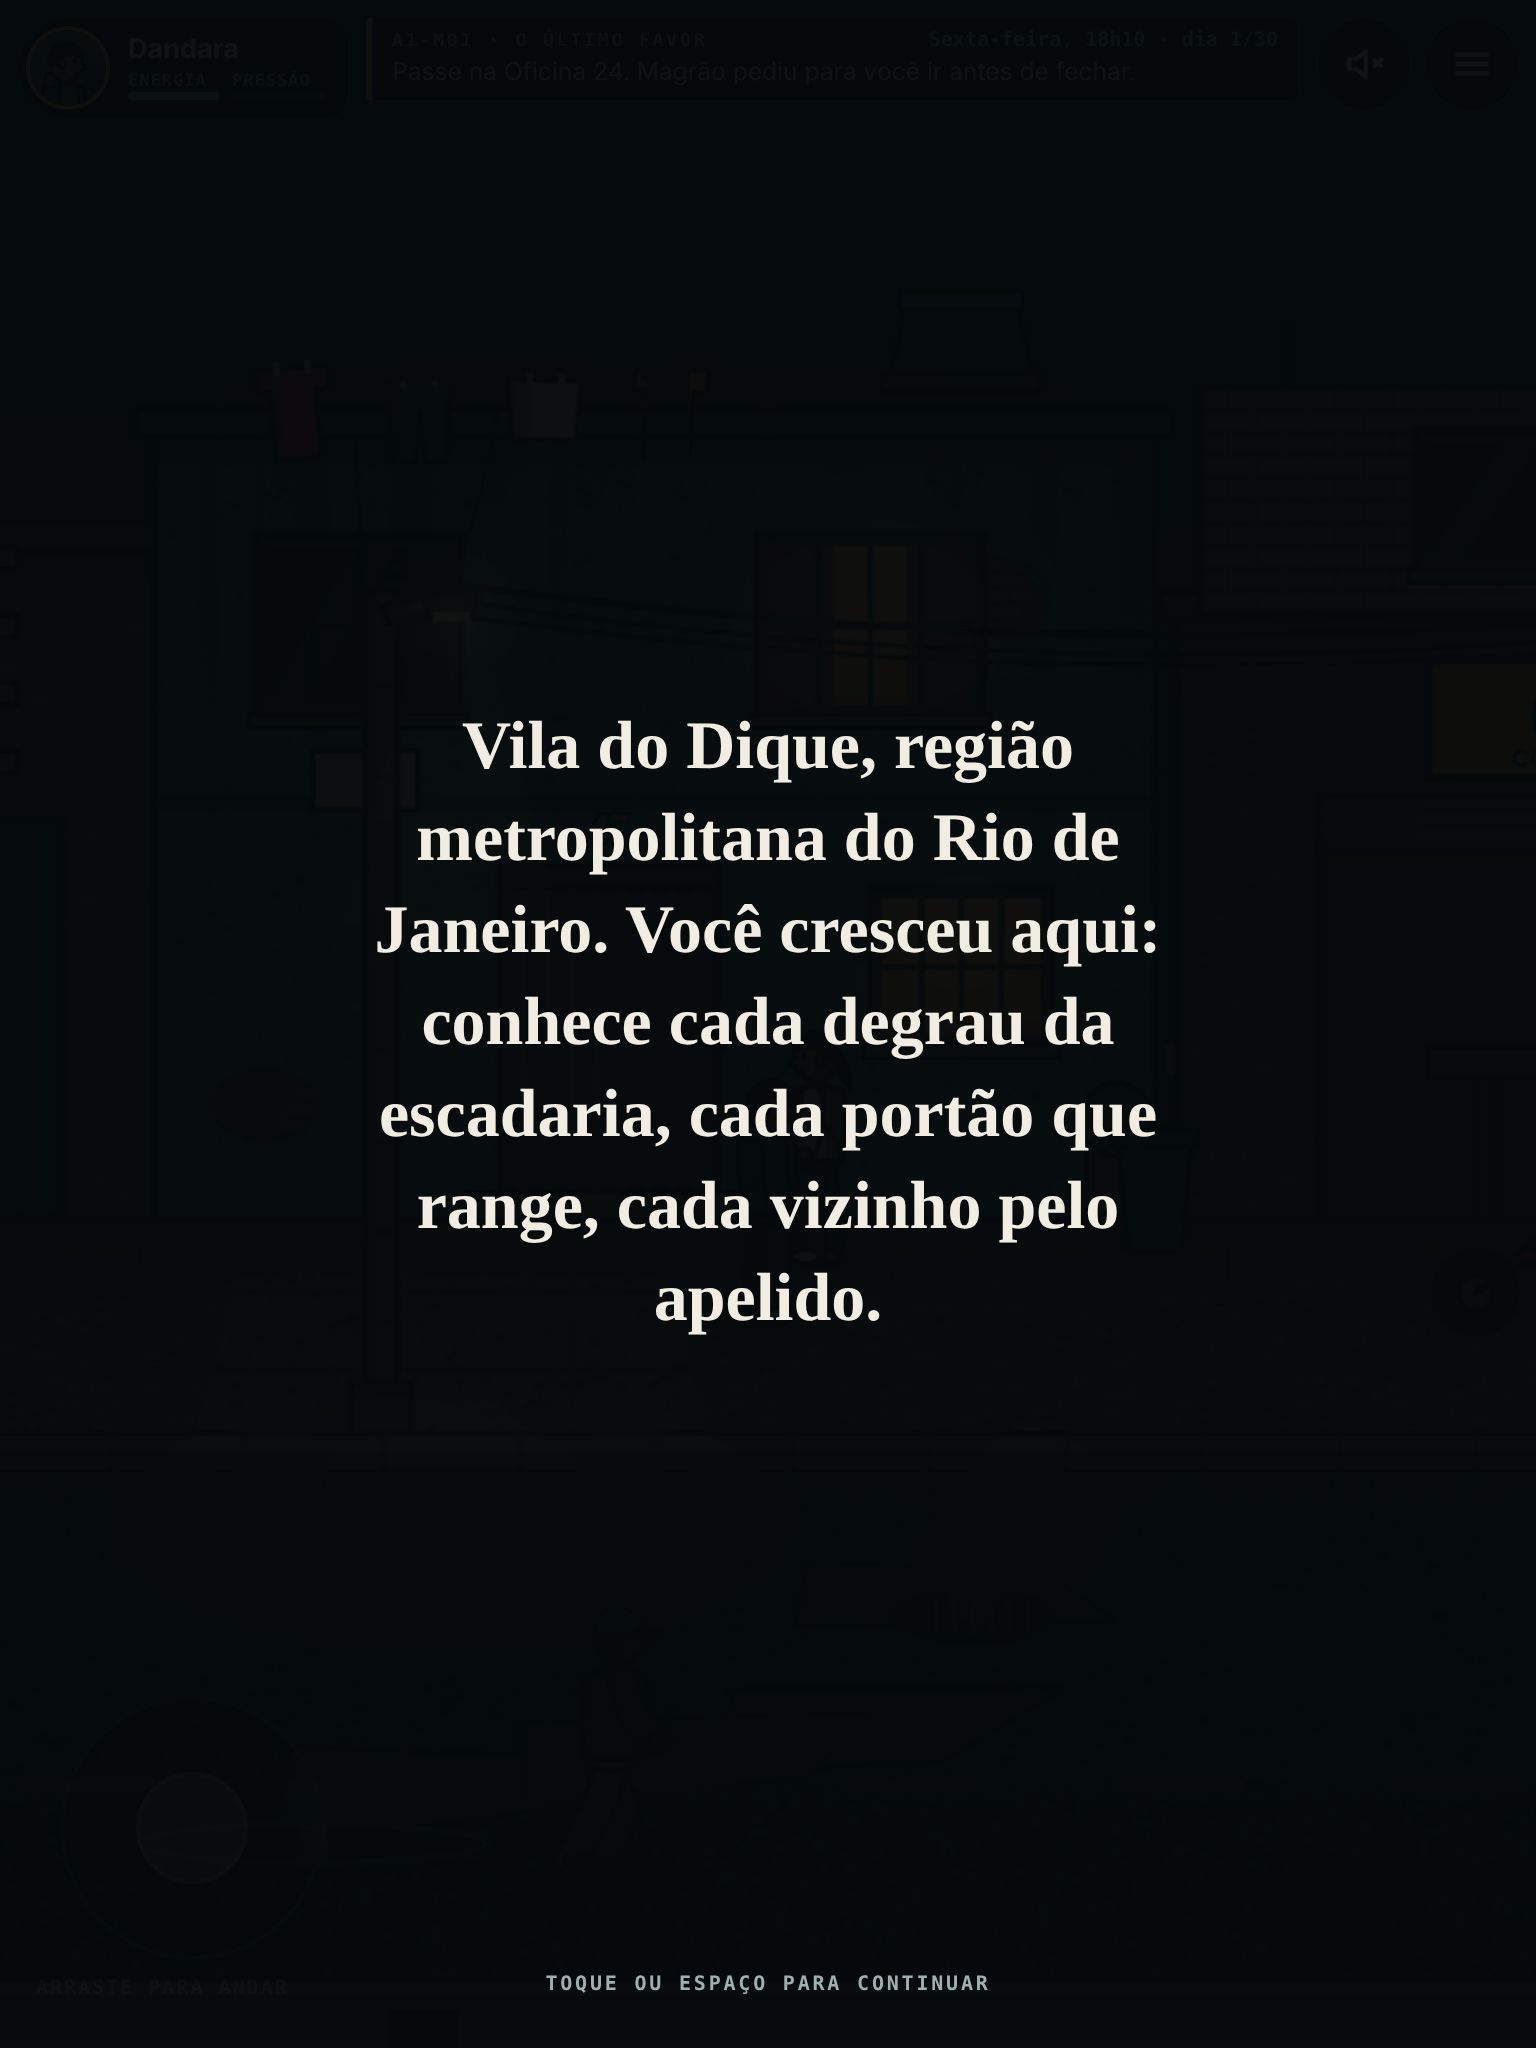 Dandara
ENERGIA PRESSÃO
A1-M01 • O ÚLTIMO FAVOR
Sexta-feira, 18h10 • dia 1/30
Passe na Oficina 24. Magrão pediu para você ir antes de fechar.
Vila do Dique, região
metropolitana do Rio de
Janeiro. Você cresceu aqui:
conhece cada degrau da
escadaria, cada portão que
range, cada vizinho pelo
apelido.
ARRASTE PARA ANDAR
TOQUE OU ESPAÇO PARA CONTINUAR